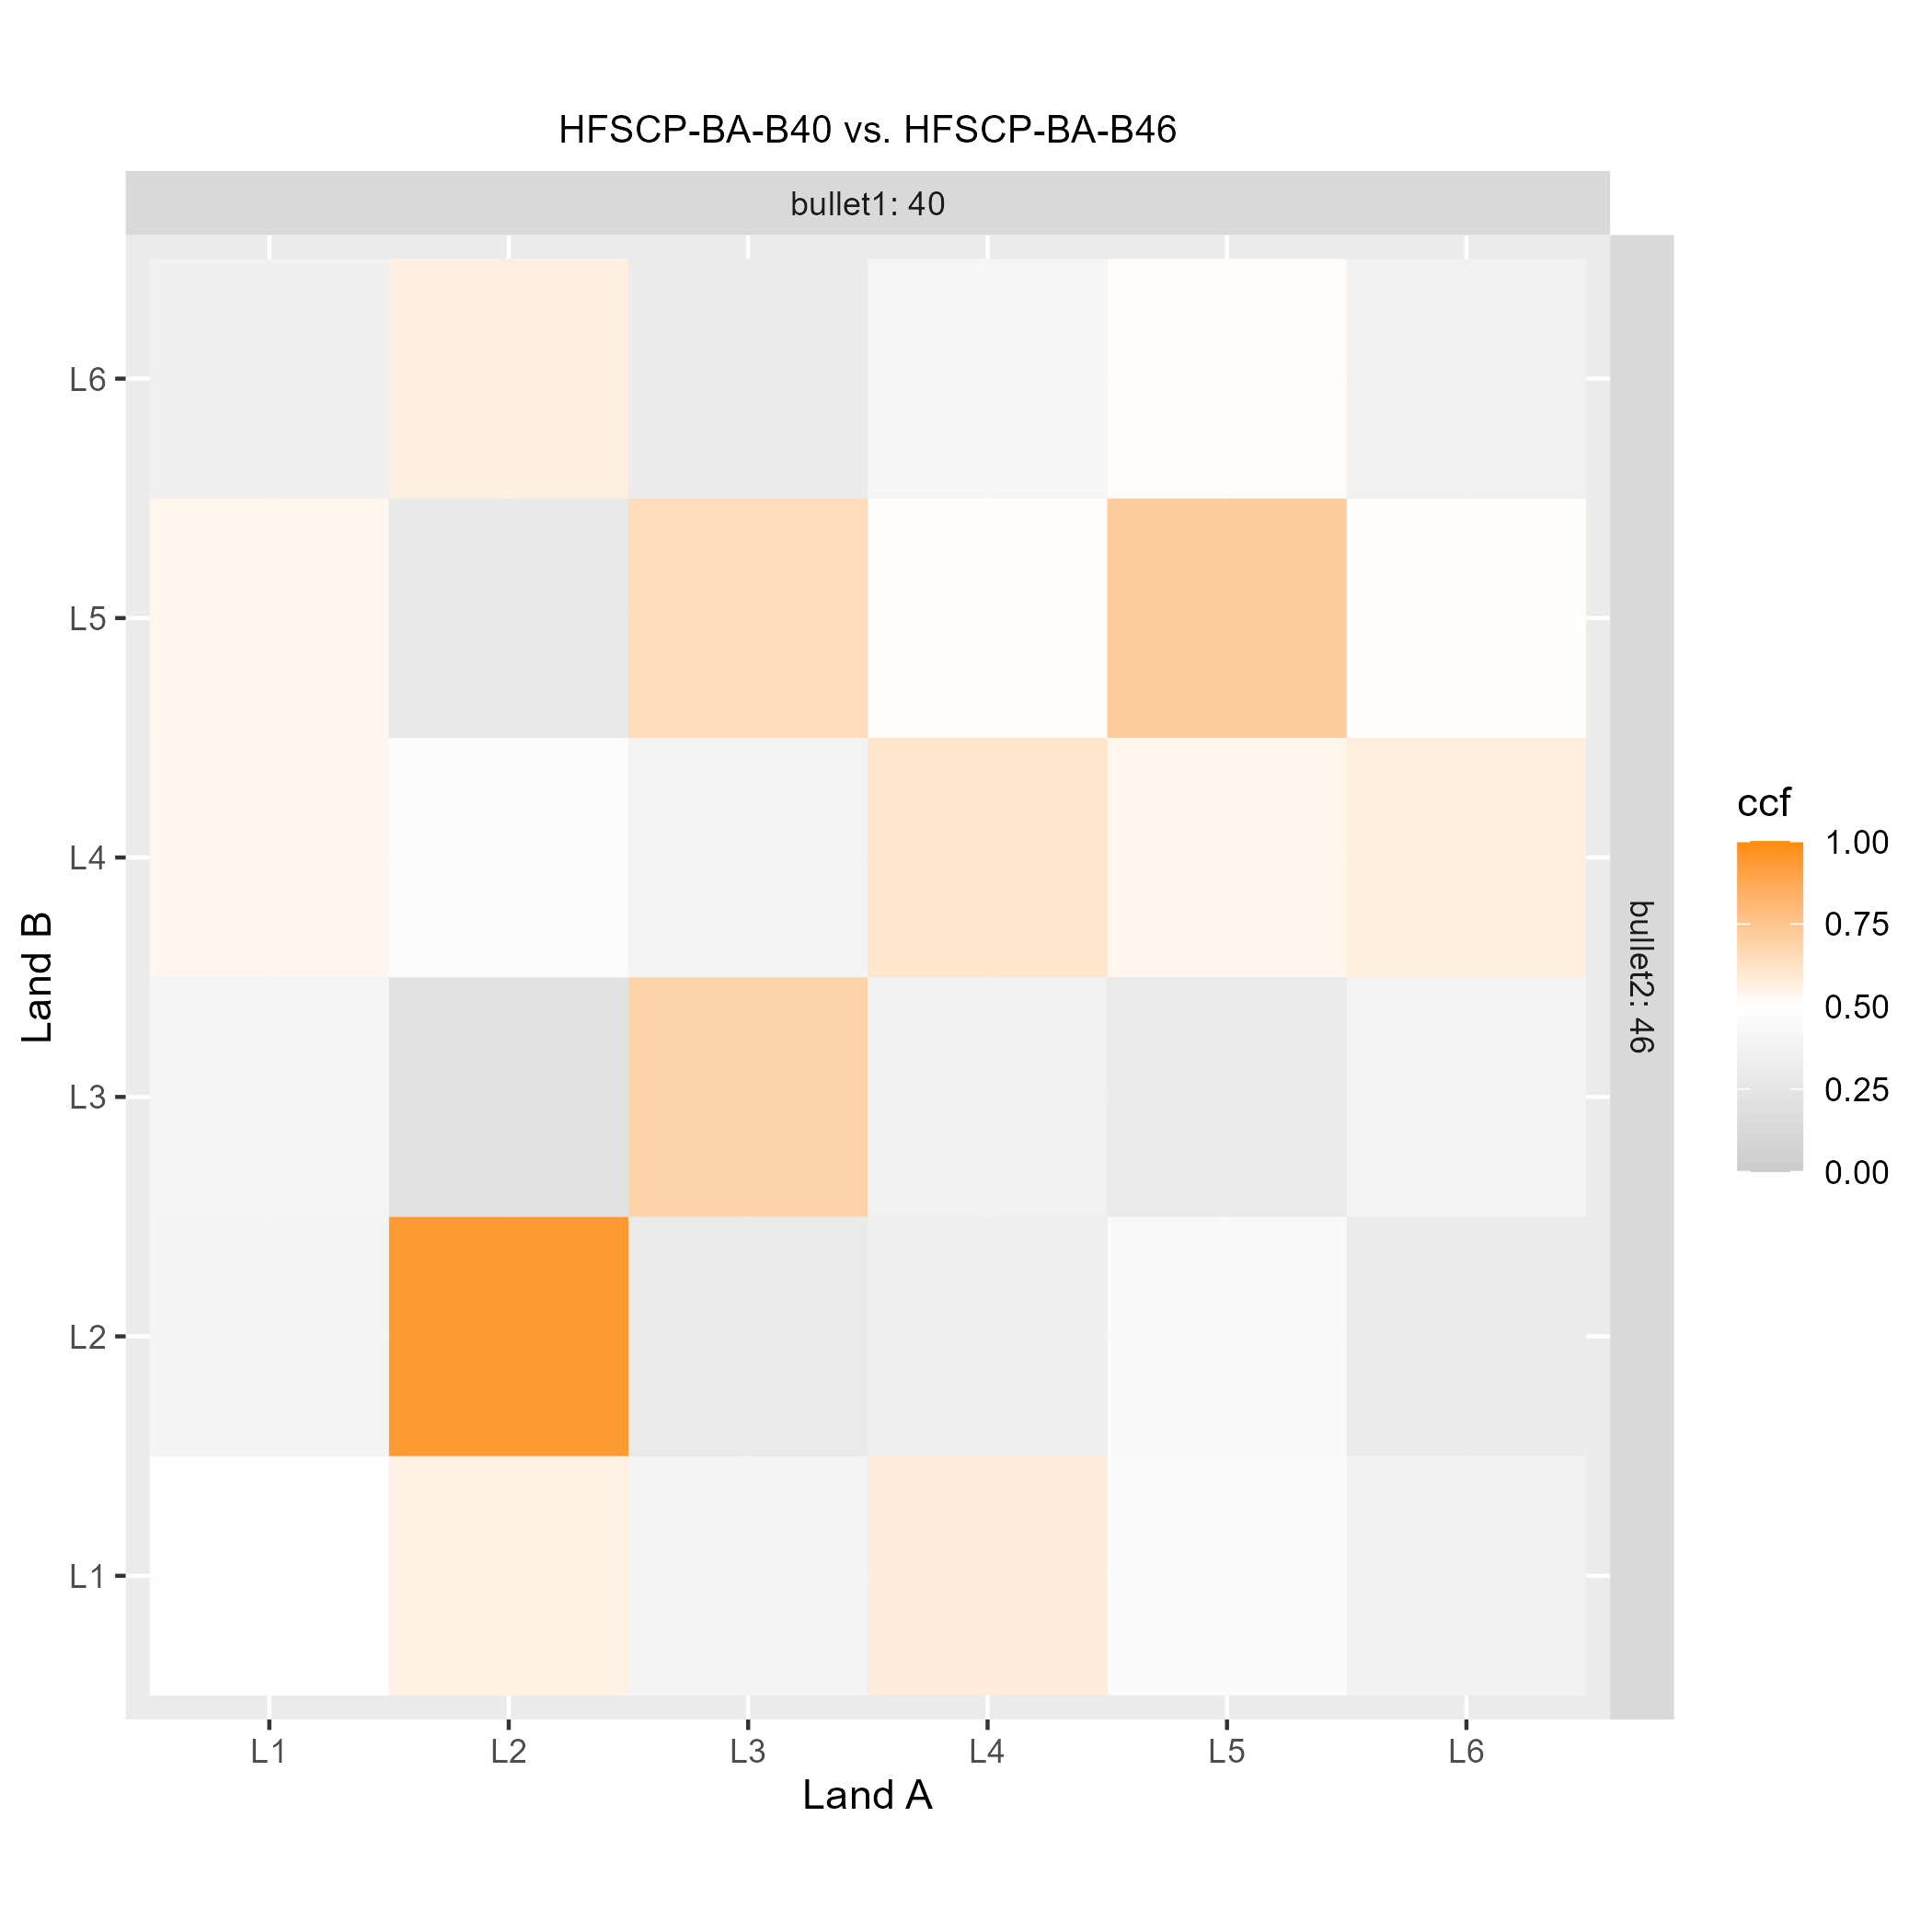 HFSCP-BA-B40 vs. HFSCP-BA-B46
bullet1: 40
L6
L5
L4
L3
L2
L1
Land B
bullet2: 46
ccf
1.00
0.75
0.50
0.25
0.00
L1
L2
L3
L4
L5
L6
Land A